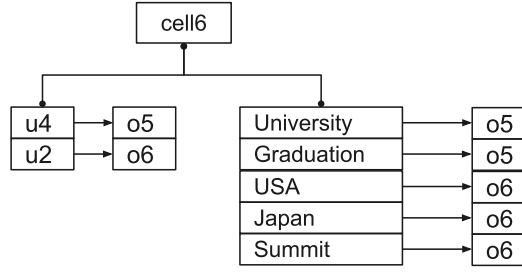 cell6
u4 o5
u2 o6
University o5
Graduation o5
USA o6
Japan o6
Summit o6